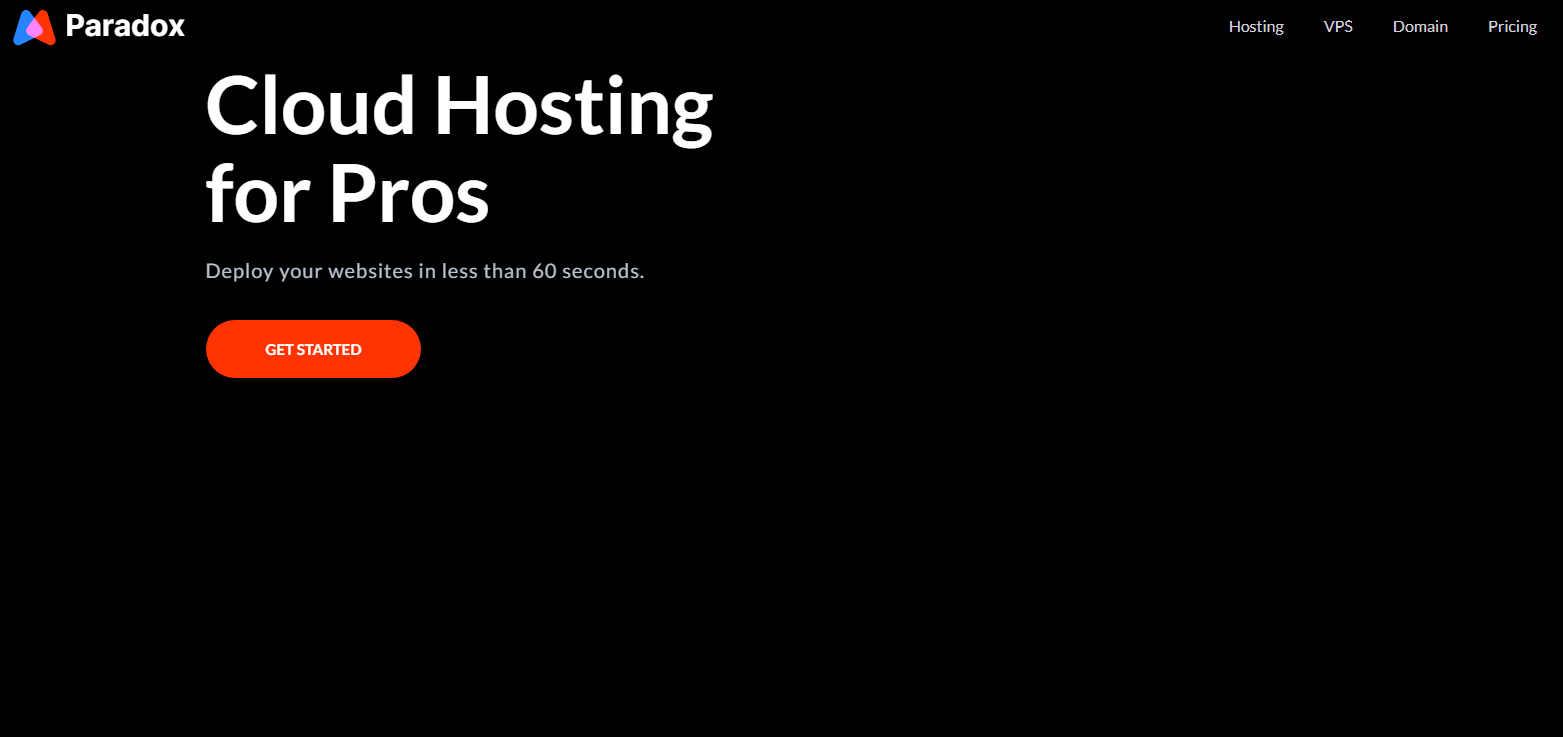 Paradox
Hosting
VPS
Domain
Pricing
Cloud Hosting
for Pros
Deploy your websites in less than 60 seconds.
GET STARTED